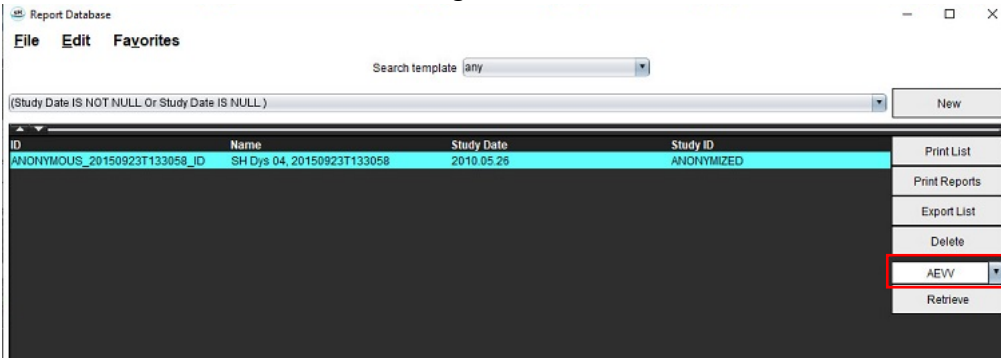 Report Database
File Edit Favorites
Search template any
(Study Date IS NOT NULL Or Study Date IS NULL )
New
ID Name Study Date Study ID
ANONYMOUS_20150923T133058_ID SH Dys 04, 20150923T133058 2010.05.26 ANONYMIZED
Print List
Print Reports
Export List
Delete
AEVV
Retrieve